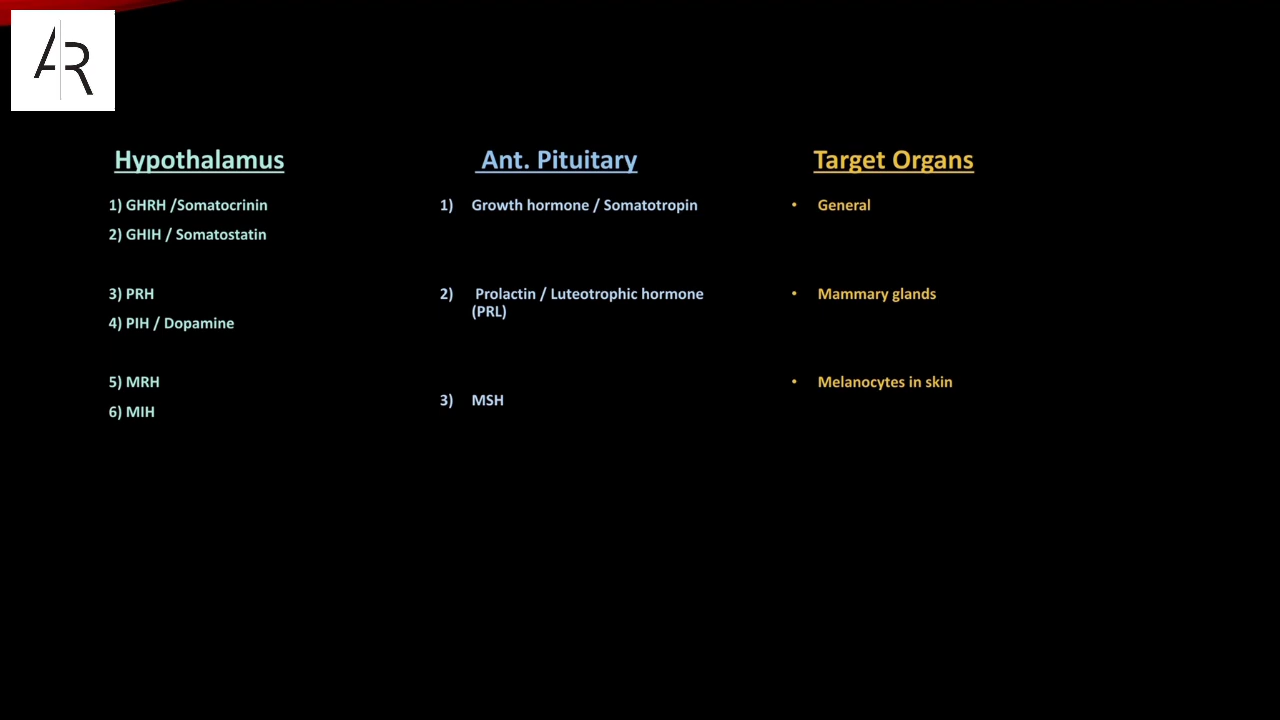 AR
Hypothalamus
1) GHRH /Somatocrinin
2) GHIH / Somatostatin
3) PRH
4) PIH / Dopamine
5) MRH
6) MIH
Ant. Pituitary
1) Growth hormone / Somatotropin
2) Prolactin / Luteotrophic hormone
(PRL)
3) MSH
Target Organs
• General
• Mammary glands
• Melanocytes in skin